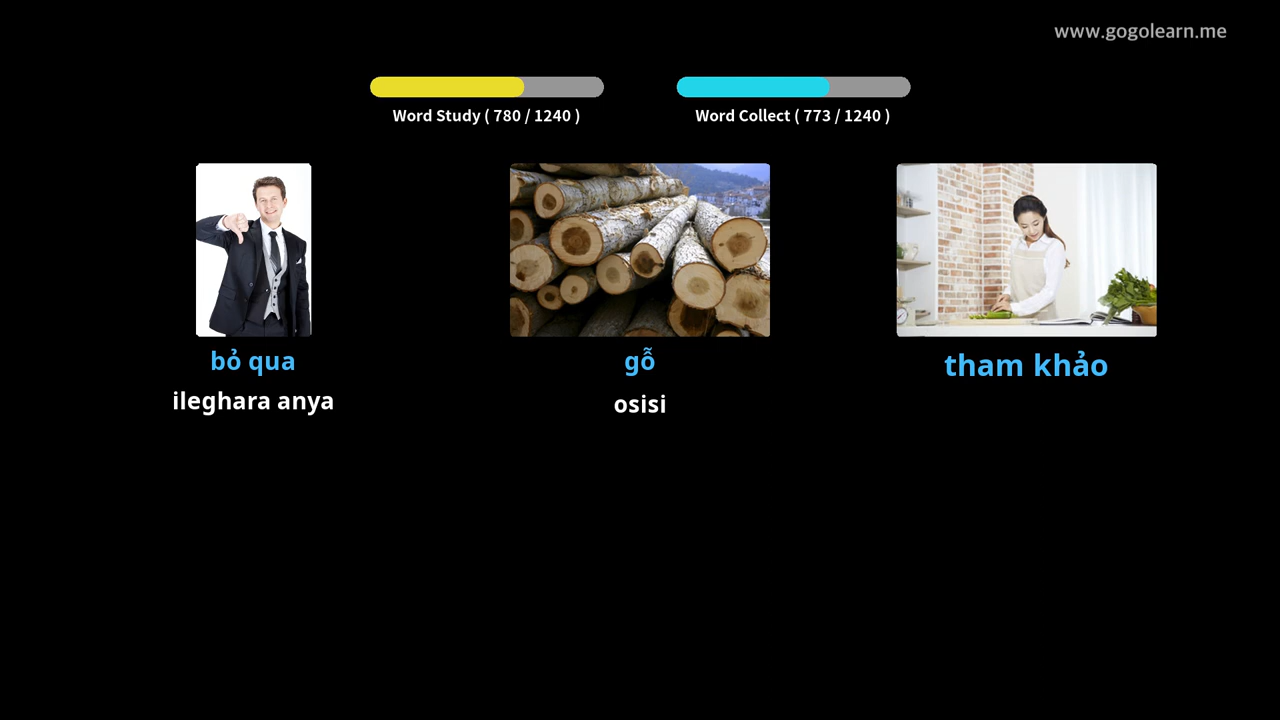 www.gogolearn.me
Word Study ( 780 / 1240 )
Word Collect ( 773 / 1240 )
bỏ qua
gỗ
tham khảo
ileghara anya
osisi